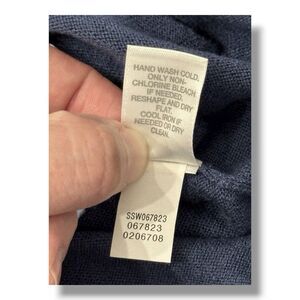 HAND WASH COLD,
ONLY NON-
CHLORINE BLEACH
IF NEEDED.
RESHAPE AND DRY
FLAT.
COOL IRON IF
NEEDED OR DRY
CLEAN.
SSW067823
067823
0206708